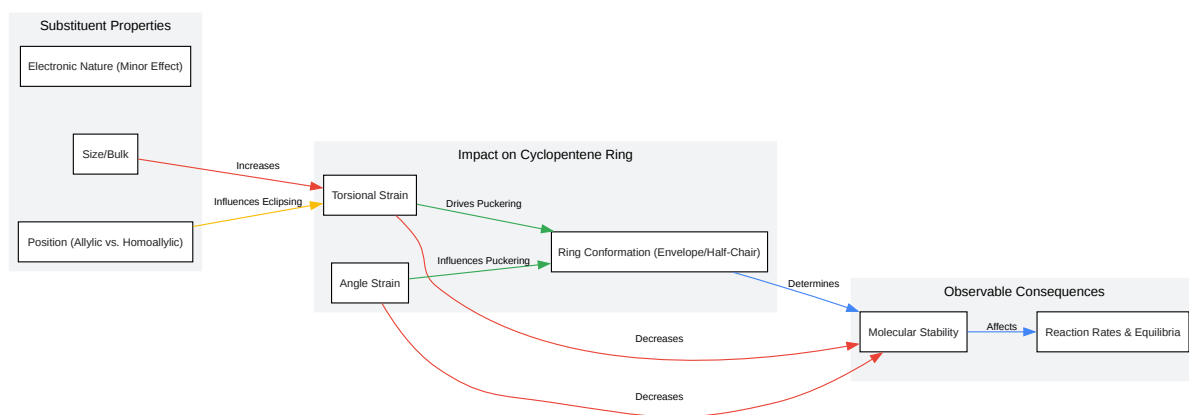 Substituent Properties
Electronic Nature (Minor Effect)
Size/Bulk
Position (Allylic vs. Homoallylic)
Increases
Influences Eclipsing
Impact on Cyclopentene Ring
Torsional Strain
Angle Strain
Drives Puckering
Influences Puckering
Ring Conformation (Envelope/Half-Chair)
Determines
Decreases
Decreases
Observable Consequences
Molecular Stability
Affects
Reaction Rates & Equilibria